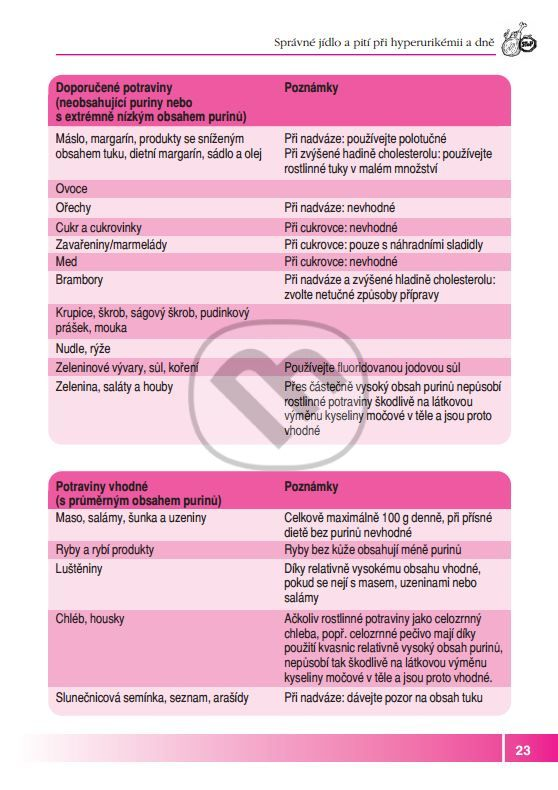 Správné jídlo a pití při hyperurikémii a dně
Doporučené potraviny
(neobsahující puriny nebo
s extrémně nízkým obsahem purinů)
Poznámky
Máslo, margarín, produkty se sníženým
obsahem tuku, dietní margarín, sádlo a olej
Při nadváze: používejte polotučné
Při zvýšené hadině cholesterolu: používejte
rostlinné tuky v malém množství
Ovoce
Ořechy
Při nadváze: nevhodné
Cukr a cukrovinky
Při cukrovce: nevhodné
Zavařeniny/marmelády
Při cukrovce: pouze s náhradními sladidly
Med
Při cukrovce: nevhodné
Brambory
Při nadváze a zvýšené hladině cholesterolu:
zvolte netučné způsoby přípravy
Krupice, škrob, ságový škrob, pudinkový
prášek, mouka
Nudle, rýže
Zeleninové vývary, sůl, koření
Používejte fluoridovanou jodovou sůl
Zelenina, saláty a houby
Přes částečně vysoký obsah purinů nepůsobí
rostlinné potraviny škodlivě na látkovou
výměnu kyseliny močové v těle a jsou proto
vhodné
Potraviny vhodné
(s průměrným obsahem purinů)
Poznámky
Maso, salámy, šunka a uzeniny
Celkově maximálně 100 g denně, při přísné
dietě bez purinů nevhodné
Ryby a rybí produkty
Ryby bez kůže obsahují méně purinů
Luštěniny
Díky relativně vysokému obsahu vhodné,
pokud se nejí s masem, uzeninami nebo
salámy
Chléb, housky
Ačkoliv rostlinné potraviny jako celozrnný
chleba, popř. celozrnné pečivo mají díky
použití kvasnic relativně vysoký obsah purinů,
nepůsobí tak škodlivě na látkovou výměnu
kyseliny močové v těle a jsou proto vhodné.
Slunečnicová semínka, seznam, arašídy
Při nadváze: dávejte pozor na obsah tuku
23